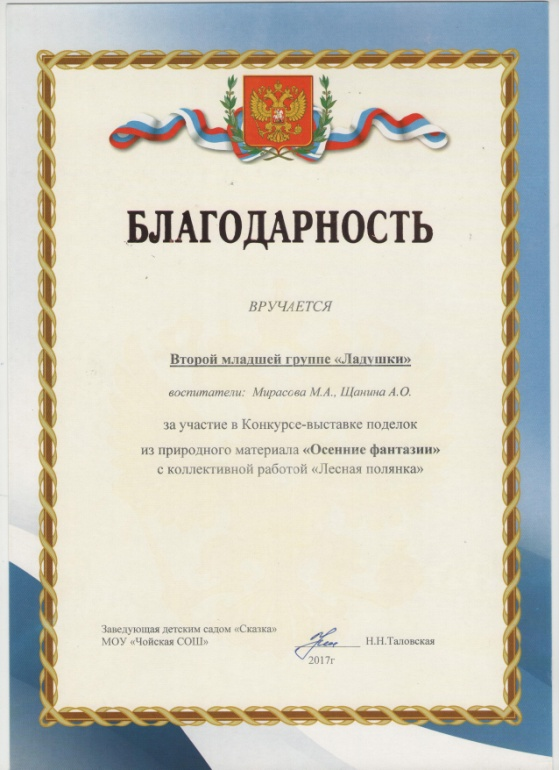 БЛАГОДАРНОСТЬ
ВРУЧАЕТСЯ
Второй младшей группе «Ладушки»
воспитатели: Мирасова М.А., Щанина А.О.
за участие в Конкурсе-выставке поделок
из природного материала «Осенние фантазии»
с коллективной работой «Лесная полянка»
Заведующая детским садом «Сказка»
МОУ «Чойская СОШ» Н.Н.Таловская
2017г